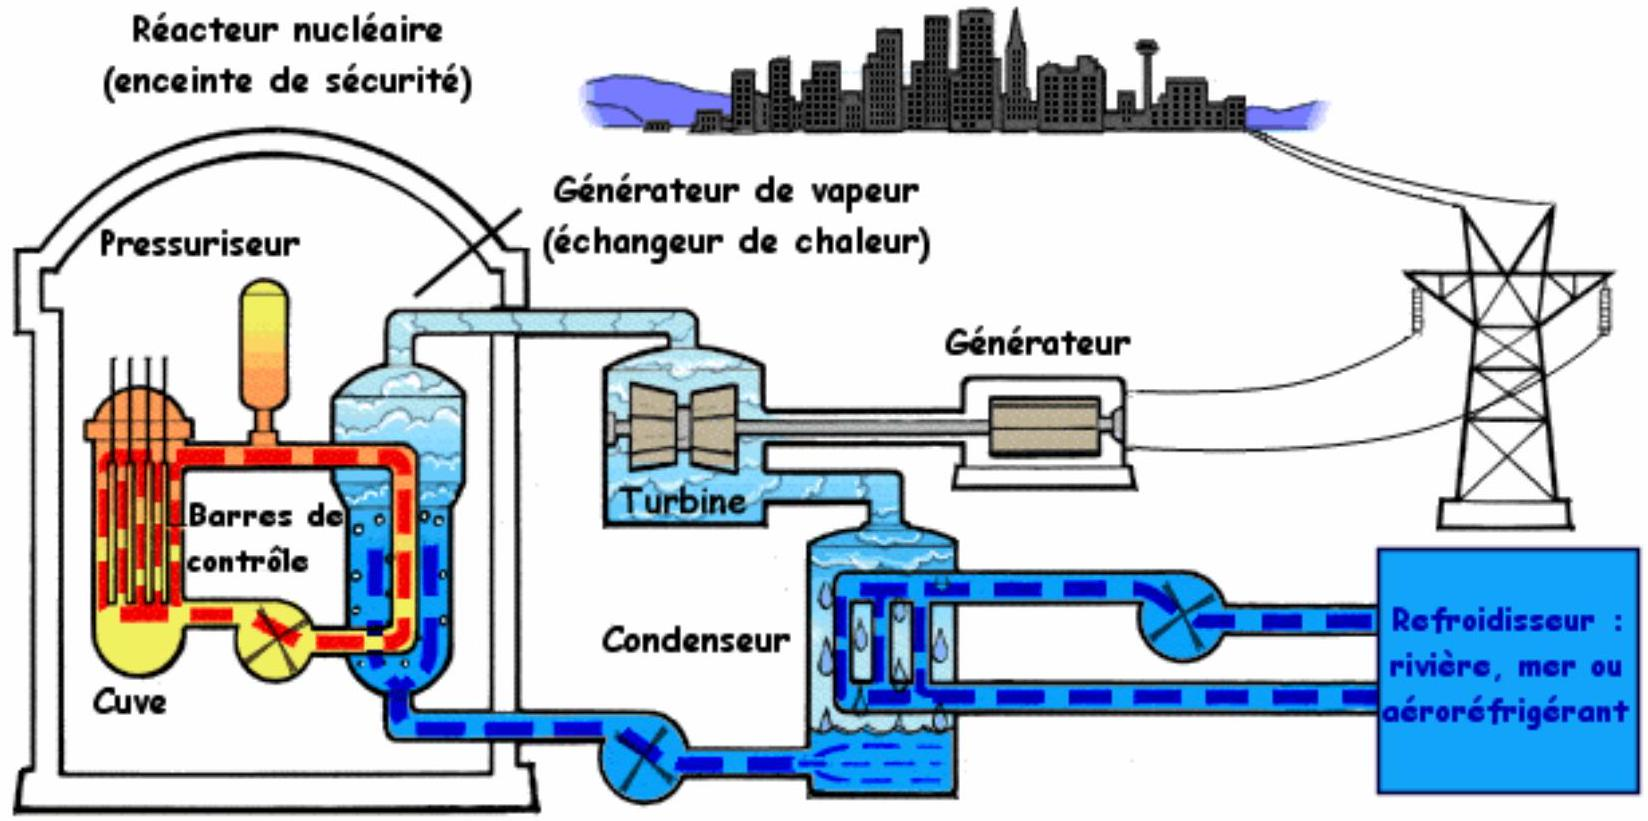 Réacteur nucléaire
(enceinte de sécurité)
Générateur de vapeur
(échangeur de chaleur)
Pressuriseur
Générateur
Turbine
Barres de
contrôle
Condenseur
Cuve
Refroidisseur :
rivière, mer ou
aéroréfrigérant